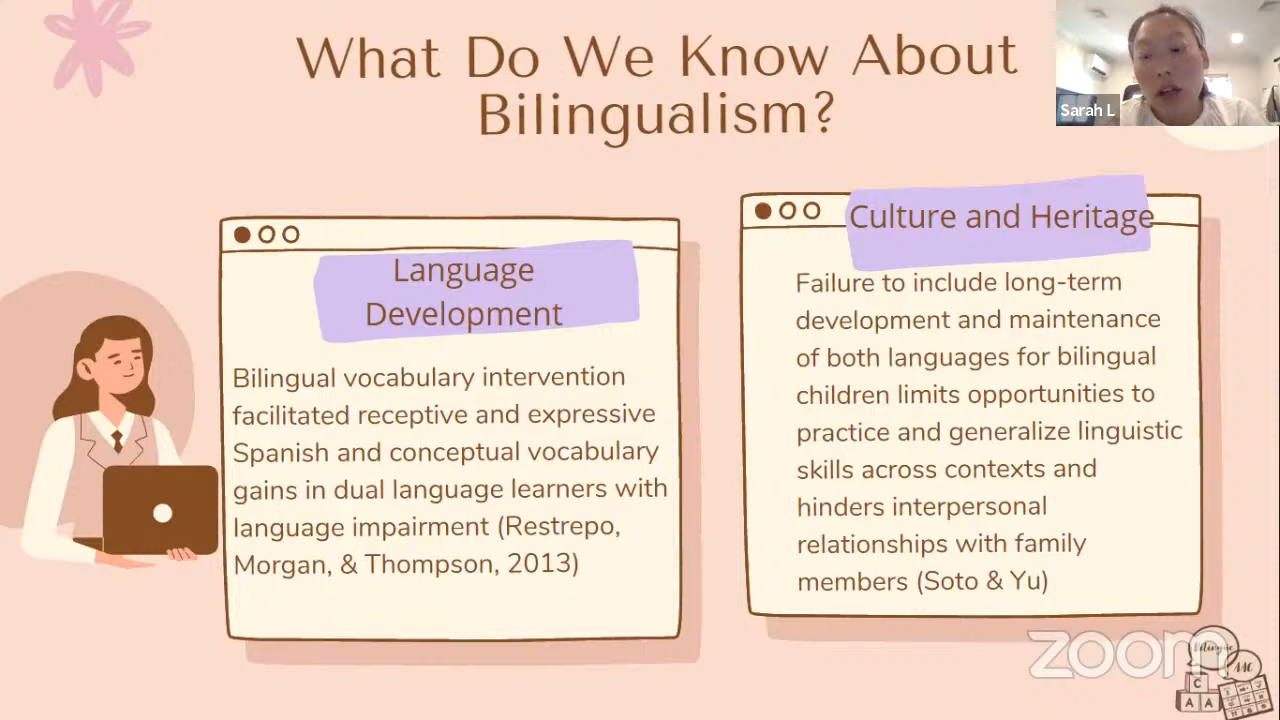 What Do We Know About
Bilingualism?
Sarah L
Language
Development
Bilingual vocabulary intervention
facilitated receptive and expressive
Spanish and conceptual vocabulary
gains in dual language learners with
language impairment (Restrepo,
Morgan, & Thompson, 2013)
Culture and Heritage
Failure to include long-term
development and maintenance
of both languages for bilingual
children limits opportunities to
practice and generalize linguistic
skills across contexts and
hinders interpersonal
relationships with family
members (Soto & Yu)
zoom
AAC
C
A A